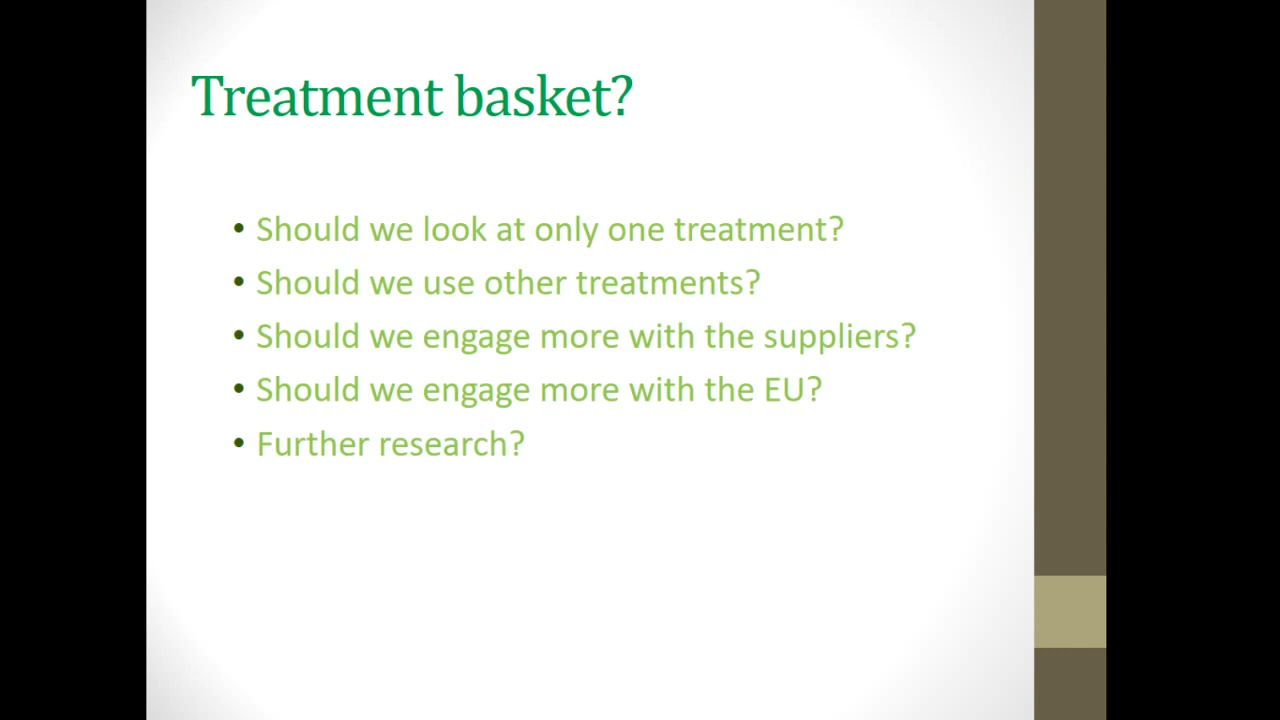 Treatment basket?
• Should we look at only one treatment?
• Should we use other treatments?
• Should we engage more with the suppliers?
• Should we engage more with the EU?
• Further research?